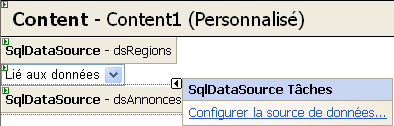 Content - Content1 (Personnalisé)
SqlDataSource - dsRegions
Lié aux données
SqlDataSource - dsAnnonces
SqlDataSource Tâches
Configurer la source de données...